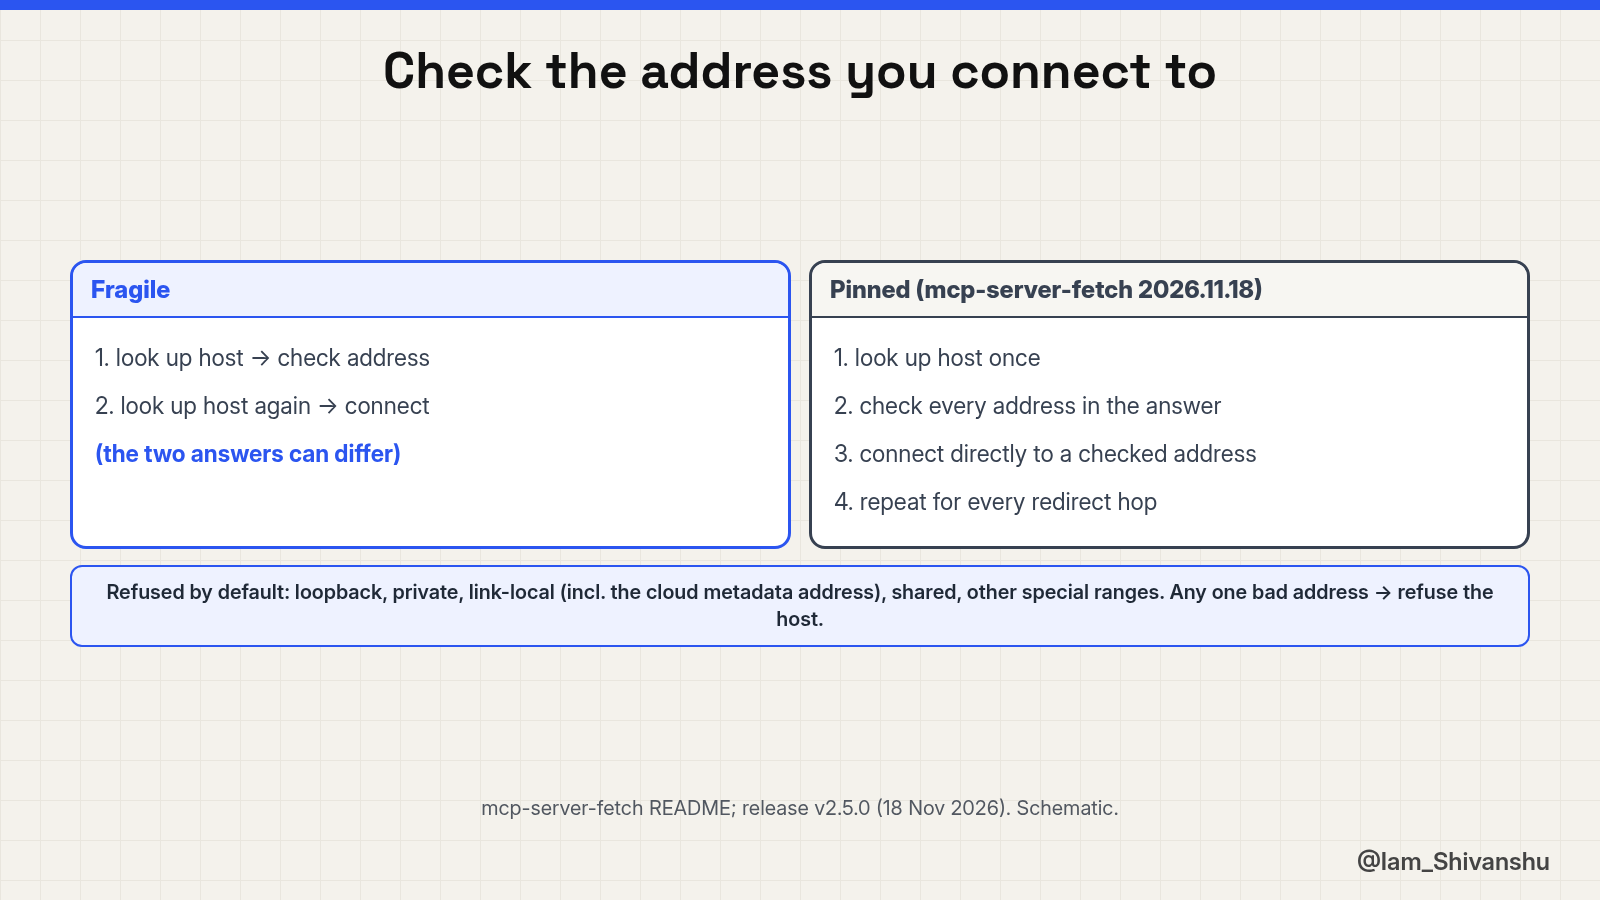 Check the address you connect to
Fragile
1. look up host → check address
2. look up host again → connect
(the two answers can differ)
Pinned (mcp-server-fetch 2026.11.18)
1. look up host once
2. check every address in the answer
3. connect directly to a checked address
4. repeat for every redirect hop
Refused by default: loopback, private, link-local (incl. the cloud metadata address), shared, other special ranges. Any one bad address → refuse the
host.
mcp-server-fetch README; release v2.5.0 (18 Nov 2026). Schematic.
@Iam_Shivanshu